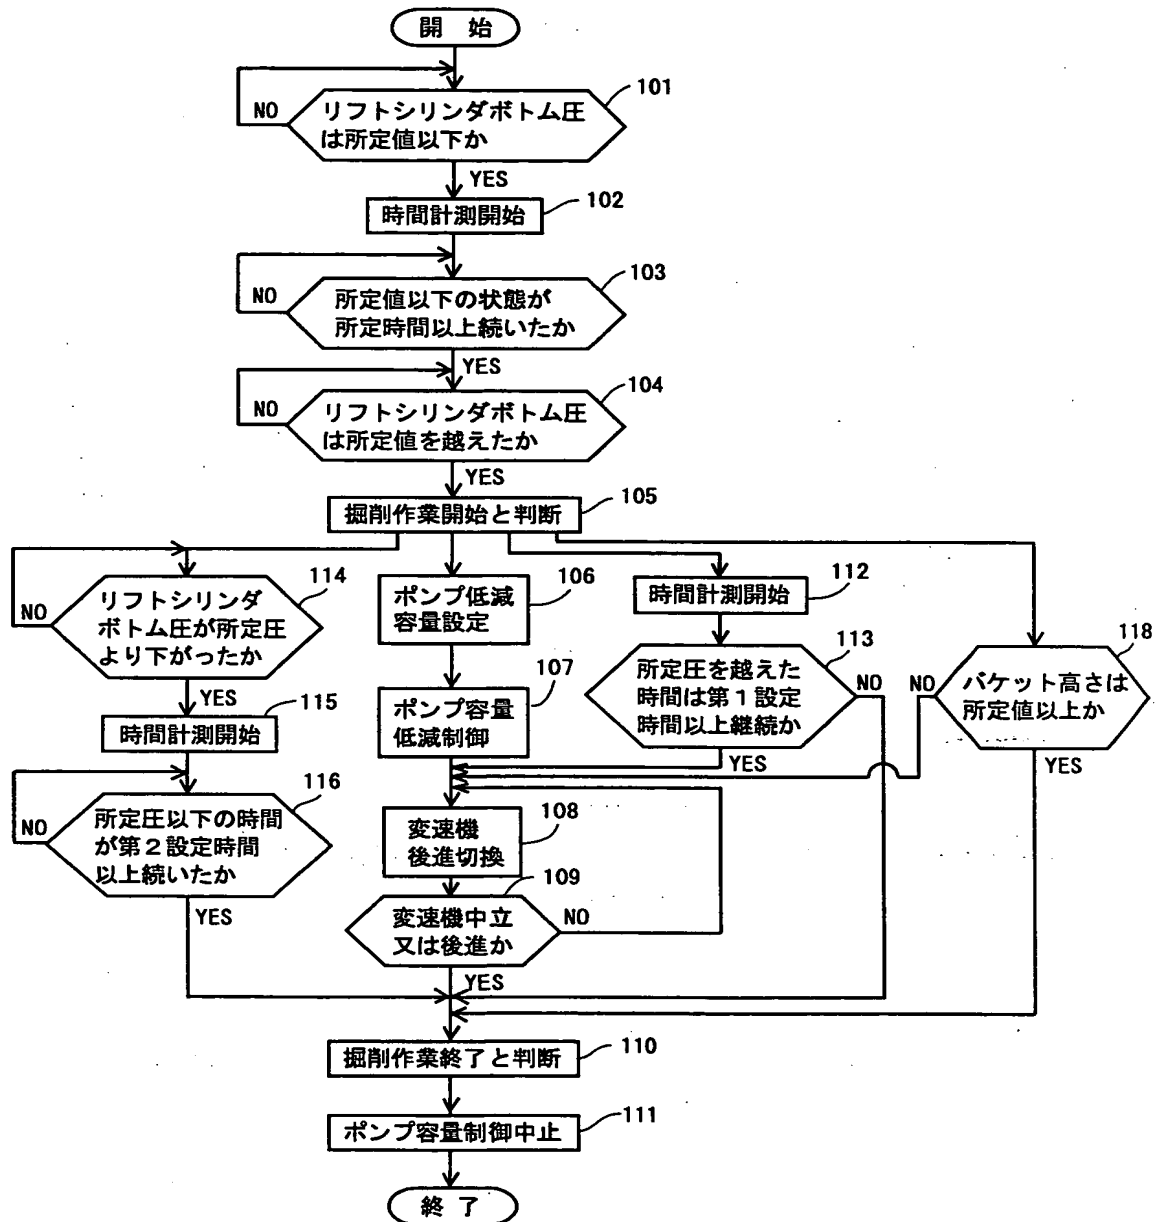 開 始
101
リフトシリンダボトム圧
は所定値以下か
NO
YES
102
時間計測開始
103
所定値以下の状態が
所定時間以上続いたか
NO
YES
104
リフトシリンダボトム圧
は所定値を越えたか
NO
YES
105
掘削作業開始と判断
114
リフトシリンダ
ボトム圧が所定圧
より下がったか
NO
YES
115
時間計測開始
116
所定圧以下の時間
が第2設定時間
以上続いたか
NO
YES
106
ポンプ低減
容量設定
107
ポンプ容量
低減制御
112
時間計測開始
113
所定圧を越えた
時間は第1設定
時間以上継続か
NO
YES
118
バケット高さは
所定値以上か
NO
YES
108
変速機
後進切換
109
変速機中立
又は後進か
NO
YES
110
掘削作業終了と判断
111
ポンプ容量制御中止
終 了